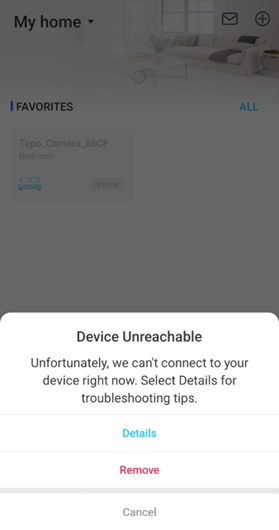 My home
FAVORITES
ALL
Tapo_Camera_86CF
Bedroom
OFFLINE
Device Unreachable
Unfortunately, we can't connect to your
device right now. Select Details for
troubleshooting tips.
Details
Remove
Cancel